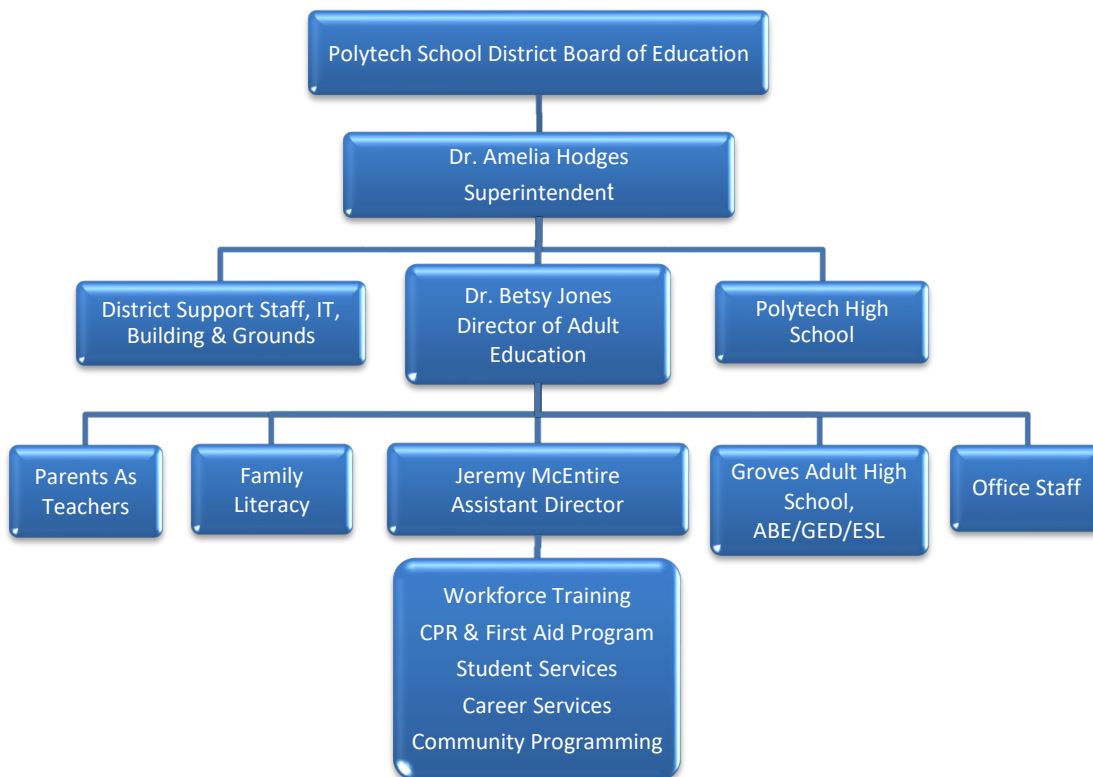 Polytech School District Board of Education
Dr. Amelia Hodges
Superintendent
District Support Staff, IT,
Building & Grounds
Dr. Betsy Jones
Director of Adult
Education
Polytech High
School
Parents As
Teachers
Family
Literacy
Jeremy McEntire
Assistant Director
Groves Adult High
School,
ABE/GED/ESL
Office Staff
Workforce Training
CPR & First Aid Program
Student Services
Career Services
Community Programming